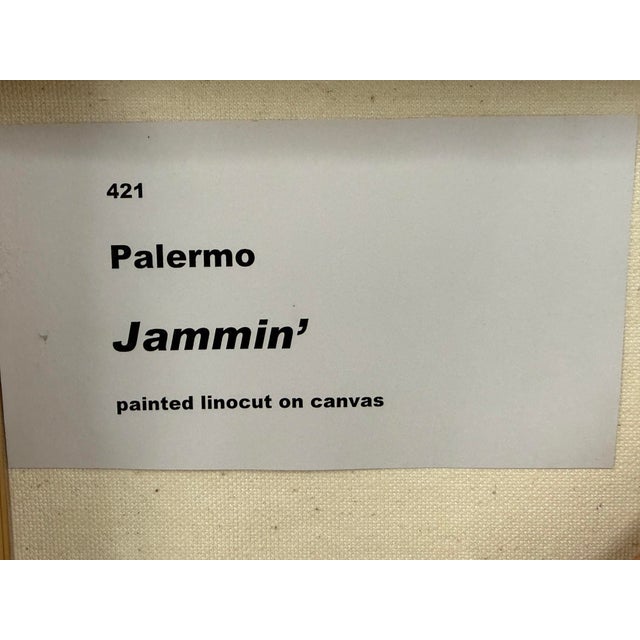 421
Palermo
Jammin’
painted linocut on canvas